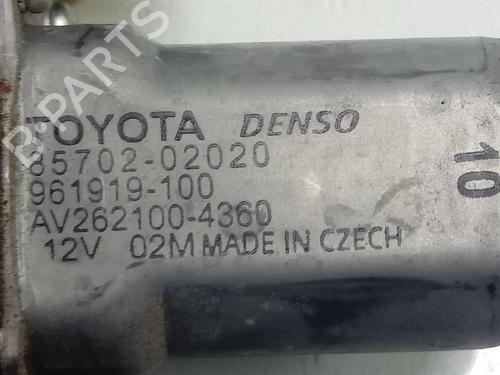 B-PARTS
TOYOTA DENSO
85702-02020
961919-100
AV262100-4360
12V 02M MADE IN CZECH
10